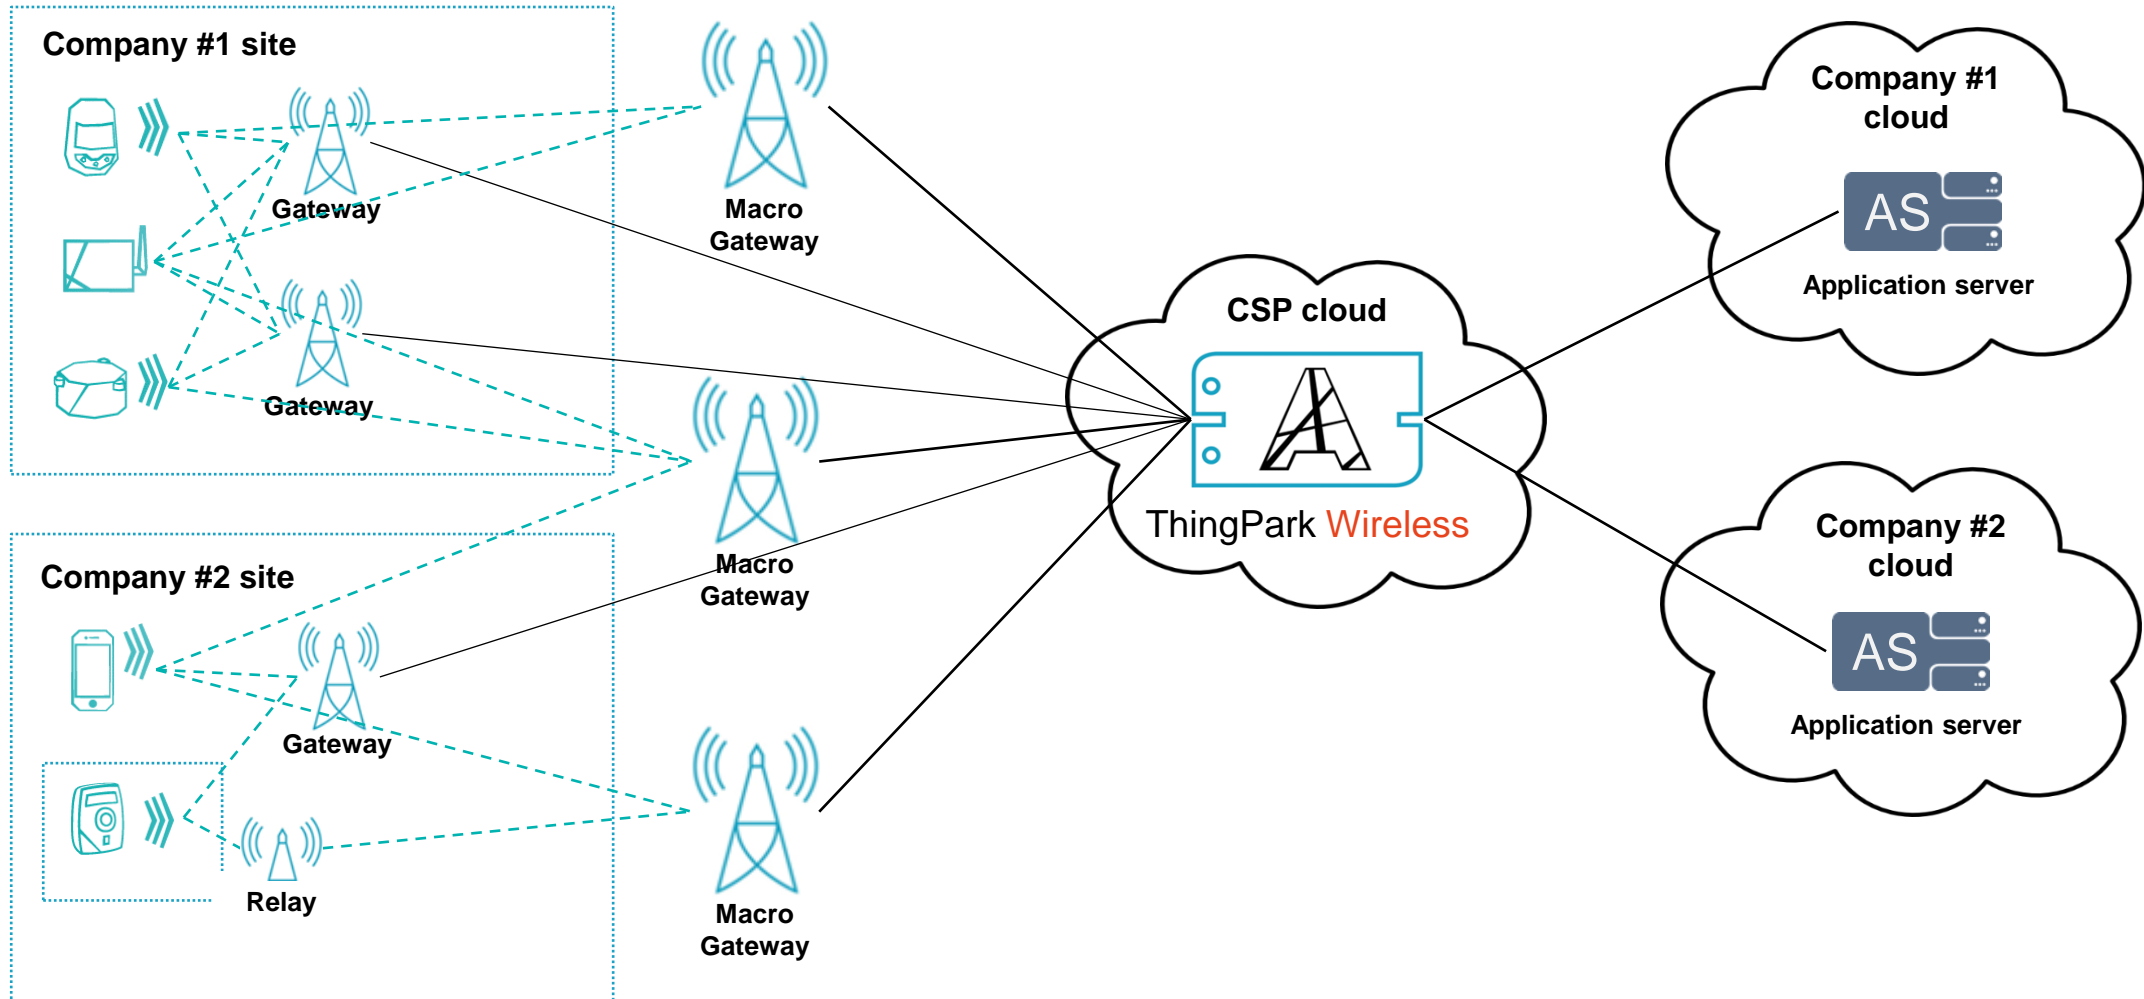 Company #1 site
Gateway
Gateway
Macro
Gateway
Macro
Gateway
Company #2 site
Gateway
Relay
Macro
Gateway
CSP cloud
ThingPark Wireless
Company #1
cloud
AS
Application server
Company #2
cloud
AS
Application server